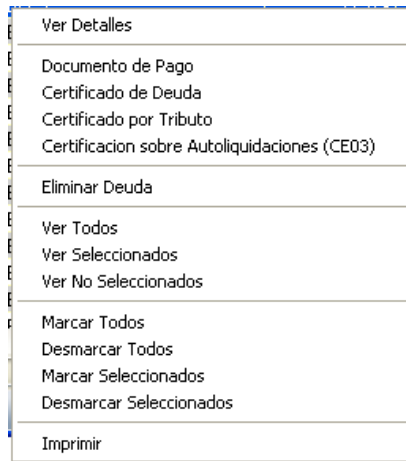 Ver Detalles
Documento de Pago
Certificado de Deuda
Certificado por Tributo
Certificacion sobre Autoliquidaciones (CE03)
Eliminar Deuda
Ver Todos
Ver Seleccionados
Ver No Seleccionados
Marcar Todos
Desmarcar Todos
Marcar Seleccionados
Desmarcar Seleccionados
Imprimir